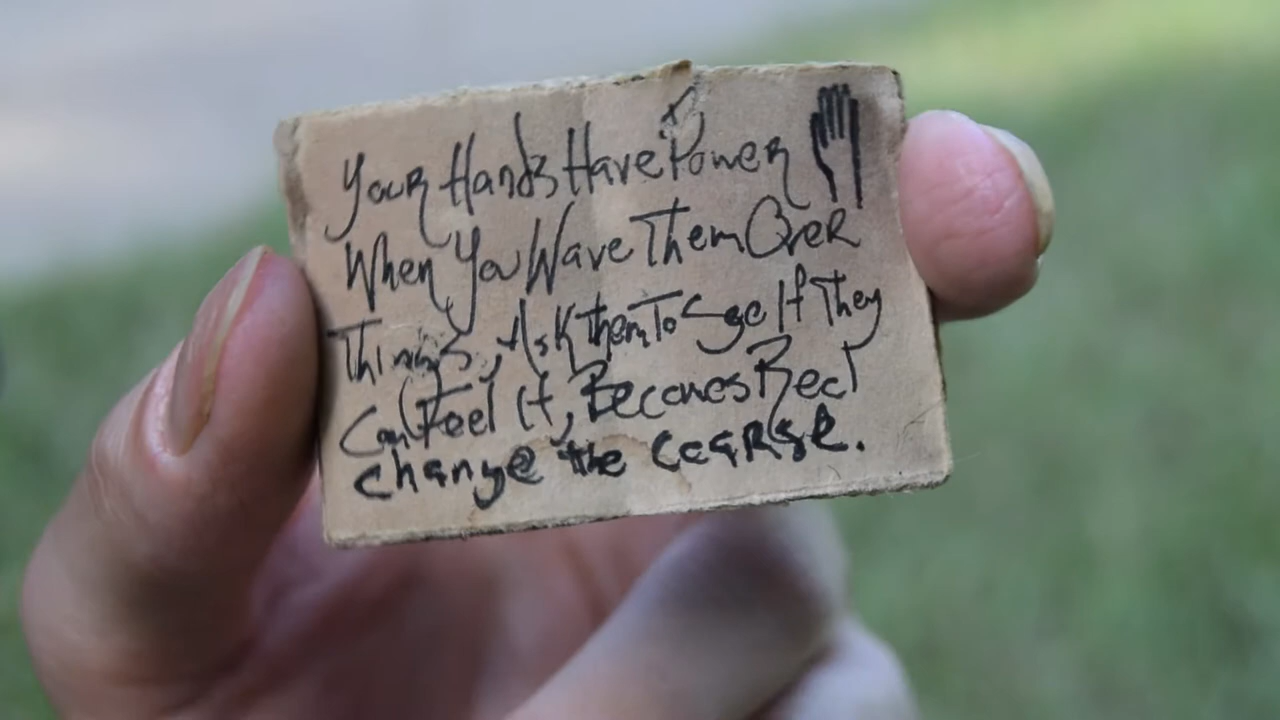 Your Hands Have Power
When You Wave Them Over
Things, Ask Them To See If They
Can Feel It, Becomes Real
change the coarse.